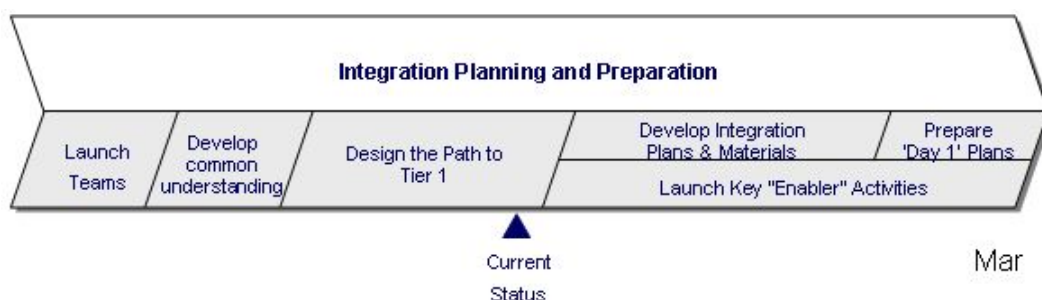 Integration Planning and Preparation
Launch
Teams
Develop
common
understanding
Design the Path to
Tier 1
Develop Integration
Plans & Materials
Prepare
'Day 1' Plans
Launch Key "Enabler" Activities
Current
Status
Mar